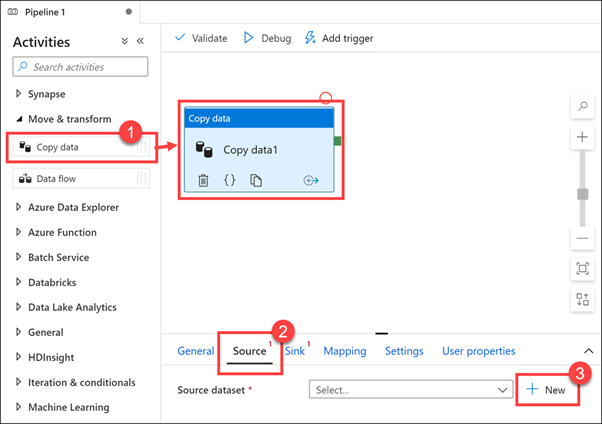 Pipeline 1
Activities
Validate
Debug
Add trigger
Search activities
Synapse
Move & transform
1
Copy data
Data flow
Azure Data Explorer
Azure Function
Batch Service
Databricks
Data Lake Analytics
General
HDInsight
Iteration & conditionals
Machine Learning
Copy data
Copy data1
{}
2
General
Source 1
Sink 1
Mapping
Settings
User properties
3
Source dataset *
Select...
New